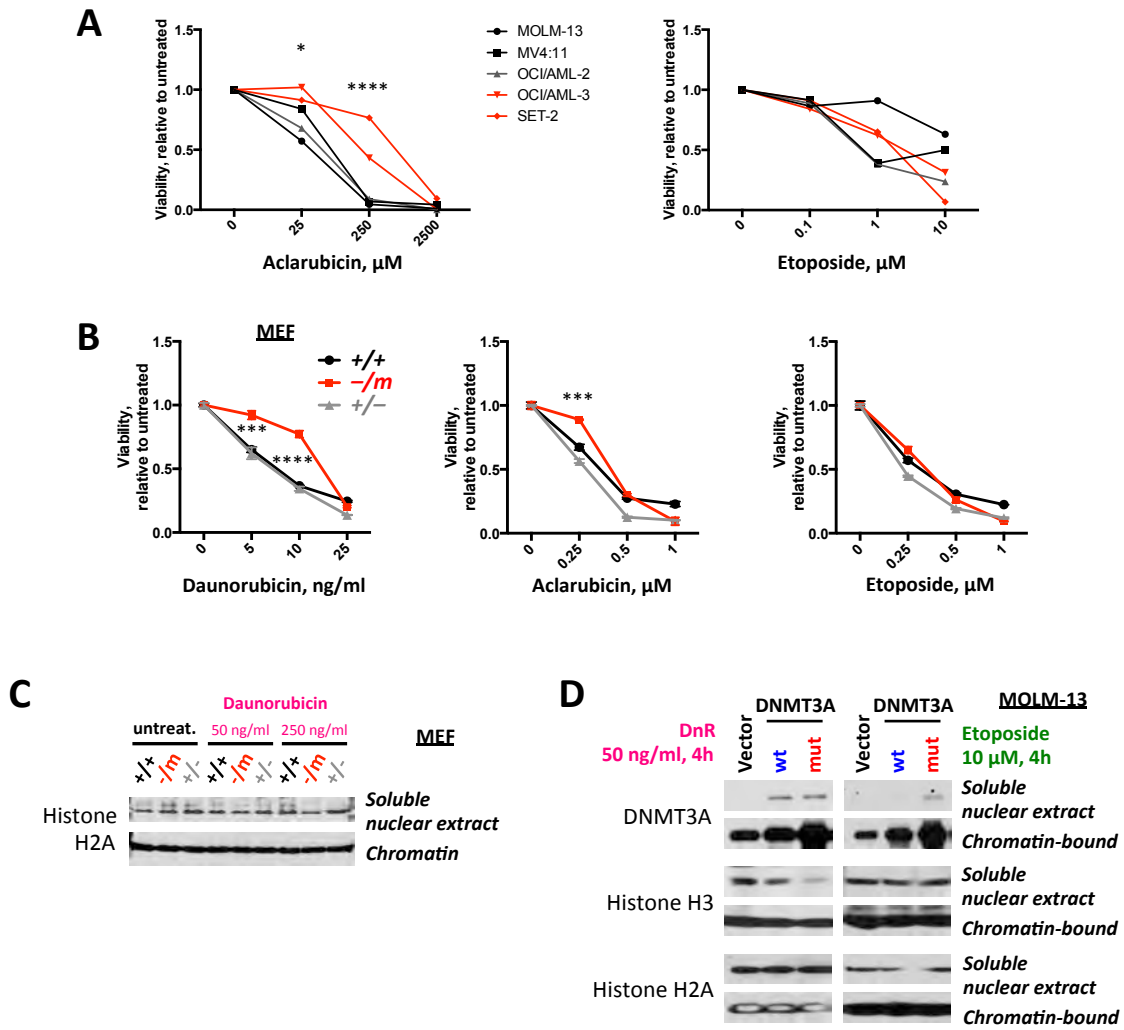 A
Viability, relative to untreated
1.5
1.0
0.5
0.0
*
****
0
25
250
2500
Aclarubicin, µM
MOLM-13
MV4:11
OCI/AML-2
OCI/AML-3
SET-2
Viability, relative to untreated
1.5
1.0
0.5
0.0
0
0.1
1
10
Etoposide, µM
B
MEF
Viability,
relative to untreated
1.5
1.0
0.5
0.0
+/+
−/m
+/−
***
****
0
5
10
25
Daunorubicin, ng/ml
Viability,
relative to untreated
1.5
1.0
0.5
0.0
***
0
0.25
0.5
1
Aclarubicin, µM
Viability,
relative to untreated
1.5
1.0
0.5
0.0
0
0.25
0.5
1
Etoposide, µM
C
Daunorubicin
untreat. 50 ng/ml 250 ng/ml
+/+ -/m +/- +/+ -/m +/- +/+ -/m +/-
MEF
Histone
H2A
Soluble
nuclear extract
Chromatin
D
DNMT3A DNMT3A
MOLM-13
DnR
50 ng/ml, 4h
Vector wt mut Vector wt mut
Etoposide
10 µM, 4h
DNMT3A
Soluble
nuclear extract
Chromatin-bound
Histone H3
Soluble
nuclear extract
Chromatin-bound
Histone H2A
Soluble
nuclear extract
Chromatin-bound